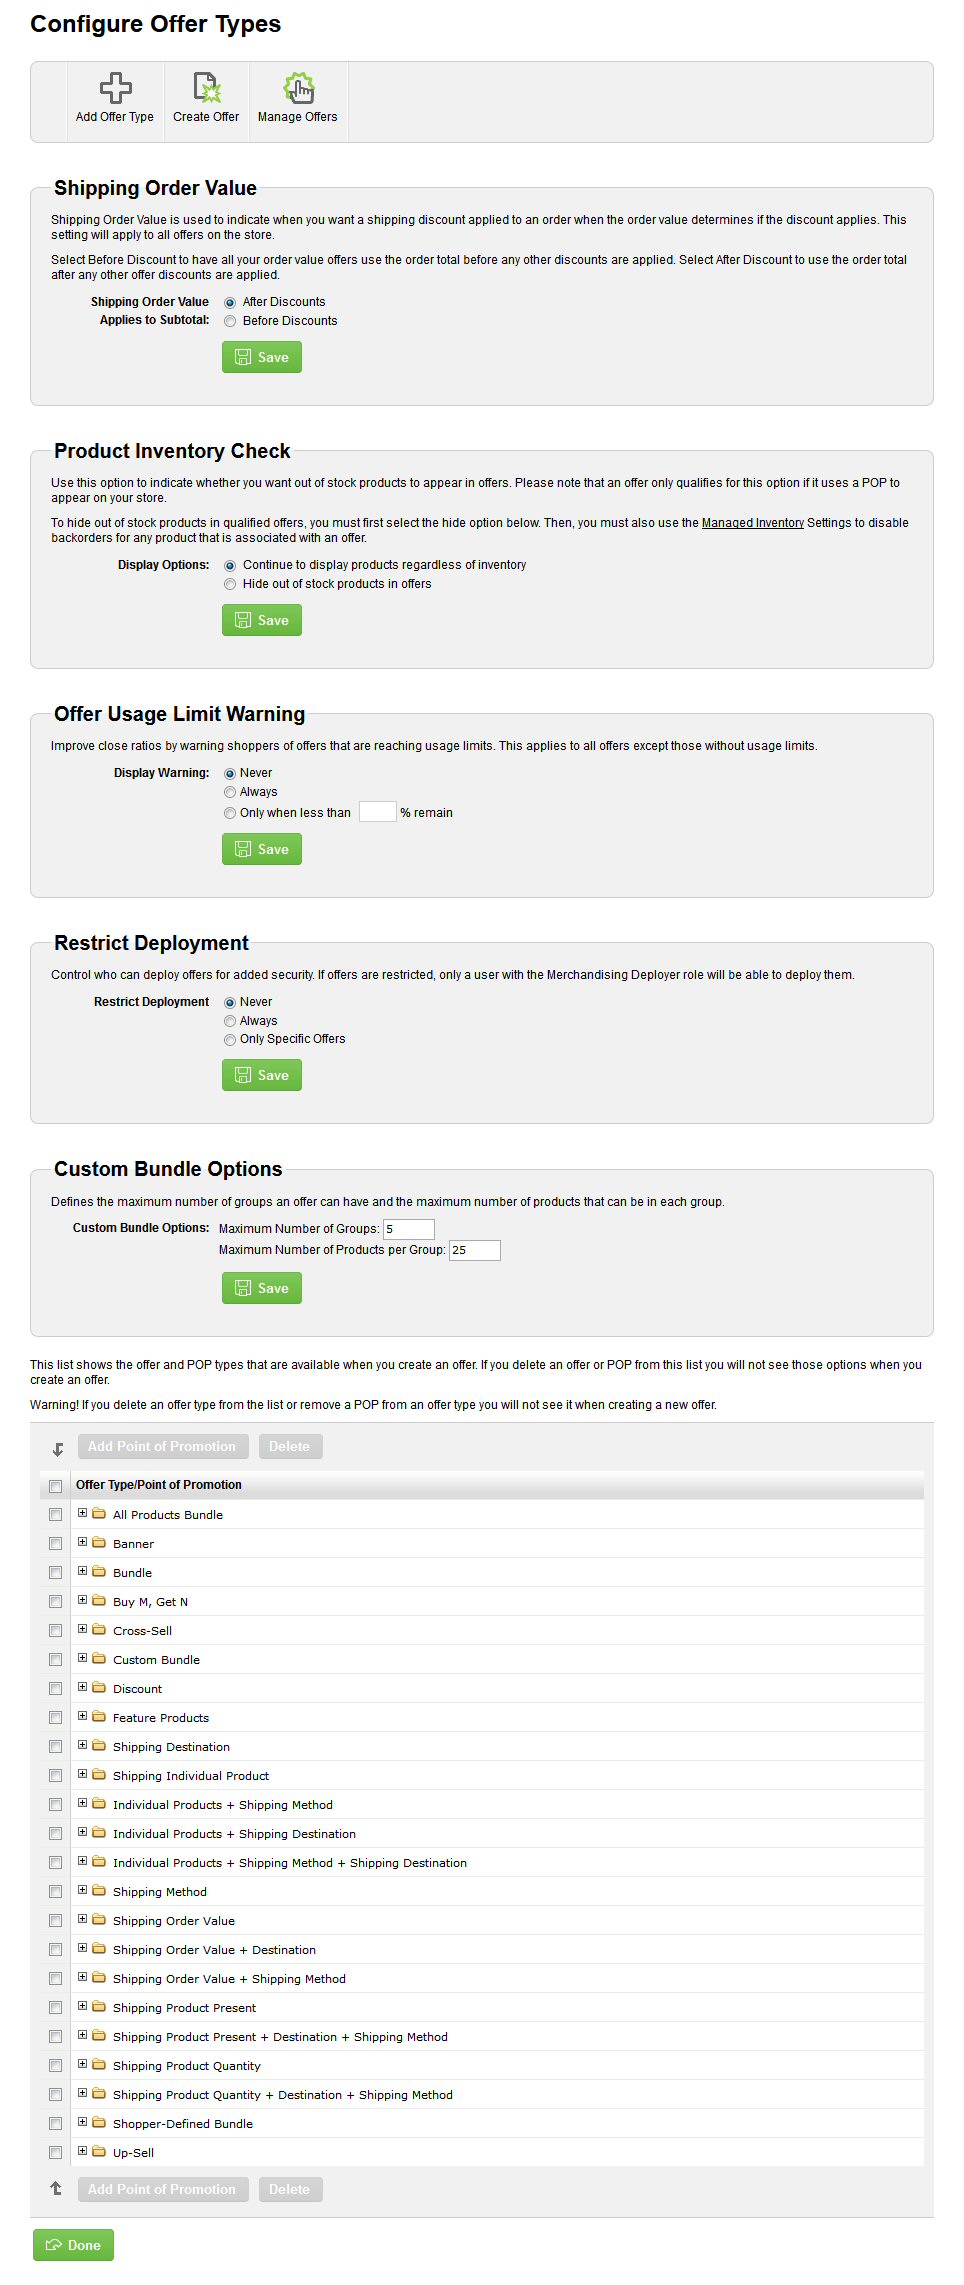 Configure Offer Types
Add Offer Type
Create Offer
Manage Offers
Shipping Order Value
Shipping Order Value is used to indicate when you want a shipping discount applied to an order when the order value determines if the discount applies. This
setting will apply to all offers on the store.
Select Before Discount to have all your order value offers use the order total before any other discounts are applied. Select After Discount to use the order total
after any other offer discounts are applied.
Shipping Order Value
Applies to Subtotal:
After Discounts
Before Discounts
Save
Product Inventory Check
Use this option to indicate whether you want out of stock products to appear in offers. Please note that an offer only qualifies for this option if it uses a POP to
appear on your store.
To hide out of stock products in qualified offers, you must first select the hide option below. Then, you must also use the Managed Inventory Settings to disable
backorders for any product that is associated with an offer.
Display Options:
Continue to display products regardless of inventory
Hide out of stock products in offers
Save
Offer Usage Limit Warning
Improve close ratios by warning shoppers of offers that are reaching usage limits. This applies to all offers except those without usage limits.
Display Warning:
Never
Always
Only when less than % remain
Save
Restrict Deployment
Control who can deploy offers for added security. If offers are restricted, only a user with the Merchandising Deployer role will be able to deploy them.
Restrict Deployment
Never
Always
Only Specific Offers
Save
Custom Bundle Options
Defines the maximum number of groups an offer can have and the maximum number of products that can be in each group.
Custom Bundle Options:
Maximum Number of Groups: 5
Maximum Number of Products per Group: 25
Save
This list shows the offer and POP types that are available when you create an offer. If you delete an offer or POP from this list you will not see those options when you
create an offer.
Warning! If you delete an offer type from the list or remove a POP from an offer type you will not see it when creating a new offer.
Add Point of Promotion
Delete
Offer Type/Point of Promotion
All Products Bundle
Banner
Bundle
Buy M, Get N
Cross-Sell
Custom Bundle
Discount
Feature Products
Shipping Destination
Shipping Individual Product
Individual Products + Shipping Method
Individual Products + Shipping Destination
Individual Products + Shipping Method + Shipping Destination
Shipping Method
Shipping Order Value
Shipping Order Value + Destination
Shipping Order Value + Shipping Method
Shipping Product Present
Shipping Product Present + Destination + Shipping Method
Shipping Product Quantity
Shipping Product Quantity + Destination + Shipping Method
Shopper-Defined Bundle
Up-Sell
Add Point of Promotion
Delete
Done